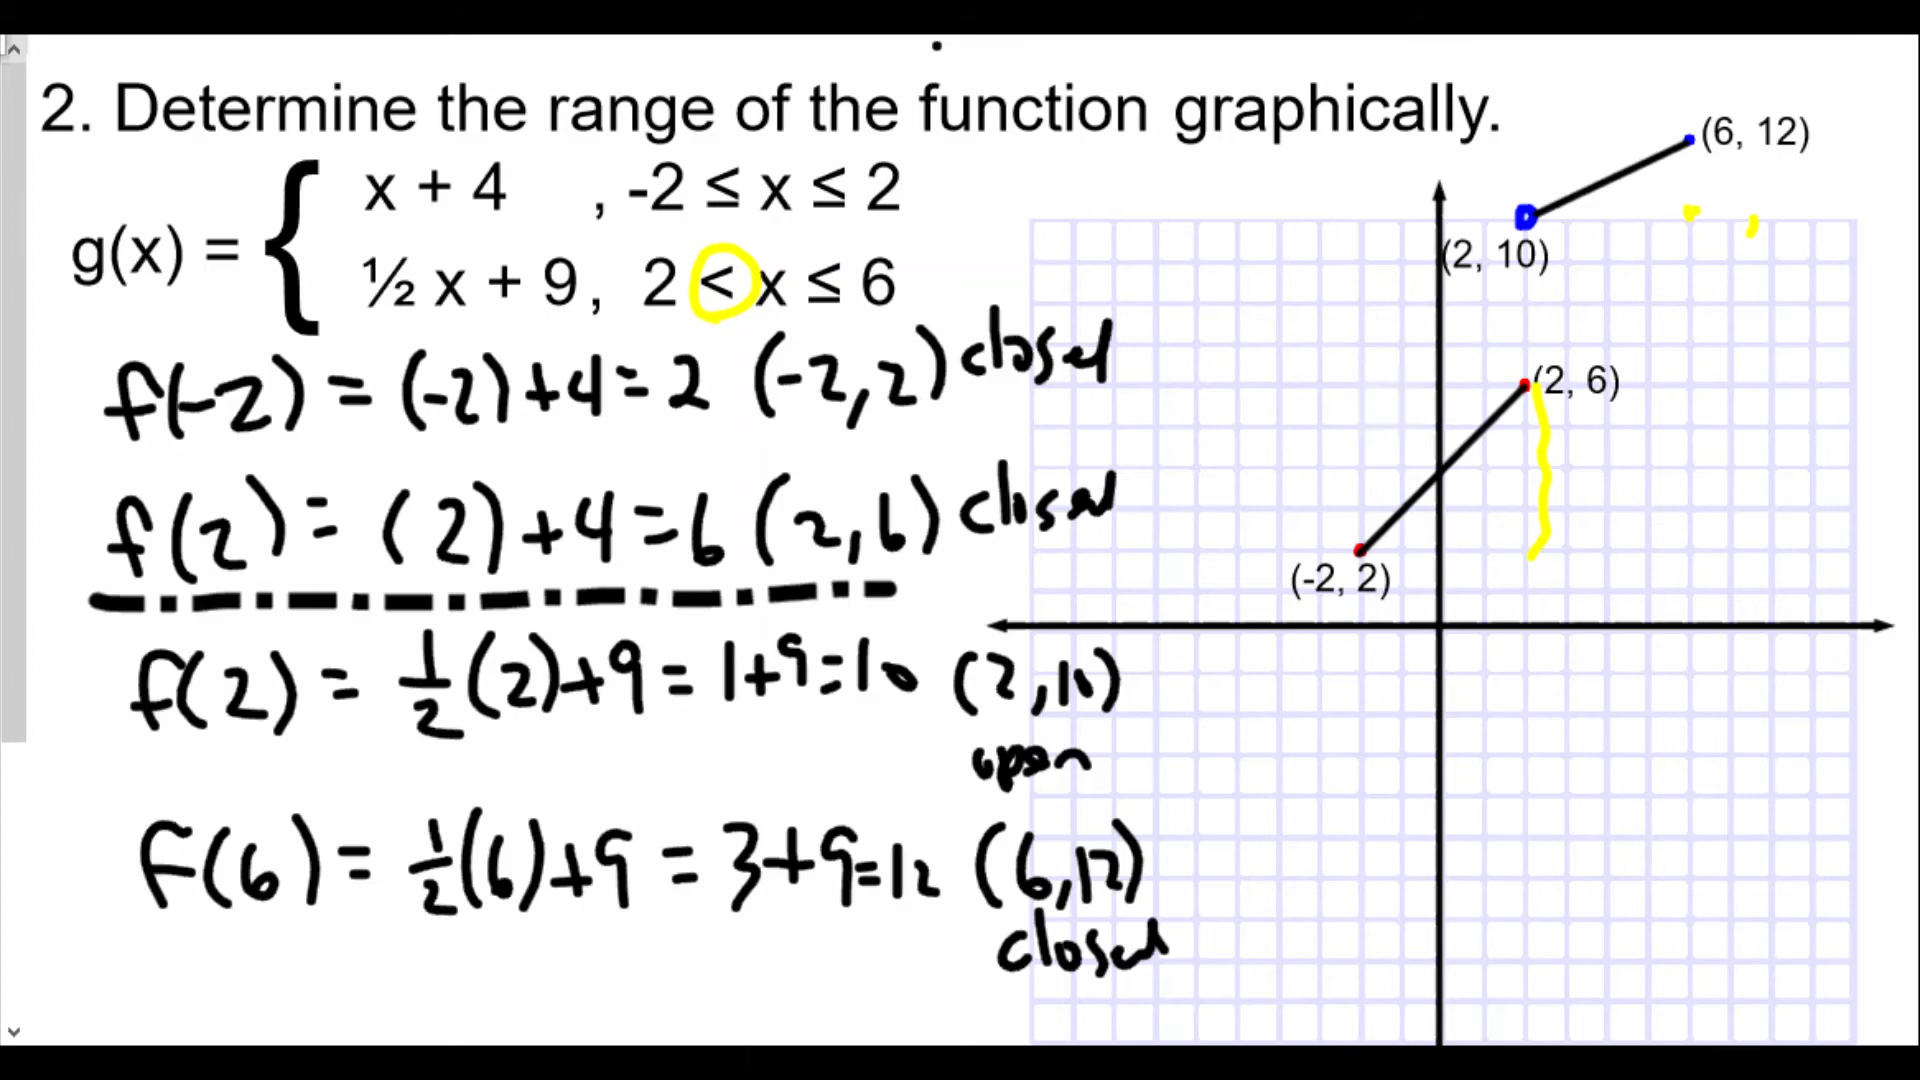 2. Determine the range of the function graphically.
g(x) = { x + 4 , -2 ≤ x ≤ 2
½ x + 9 , 2 < x ≤ 6
f(-2) = (-2)+4=2 (-2,2) closed
f(2) = (2)+4=6 (2,6) closed
f(2) = 1/2(2)+9=1+9=10 (2,10)
open
f(6) = 1/2(6)+9=3+9=12 (6,12)
closed
(6, 12)
(2, 10)
(2, 6)
(-2, 2)